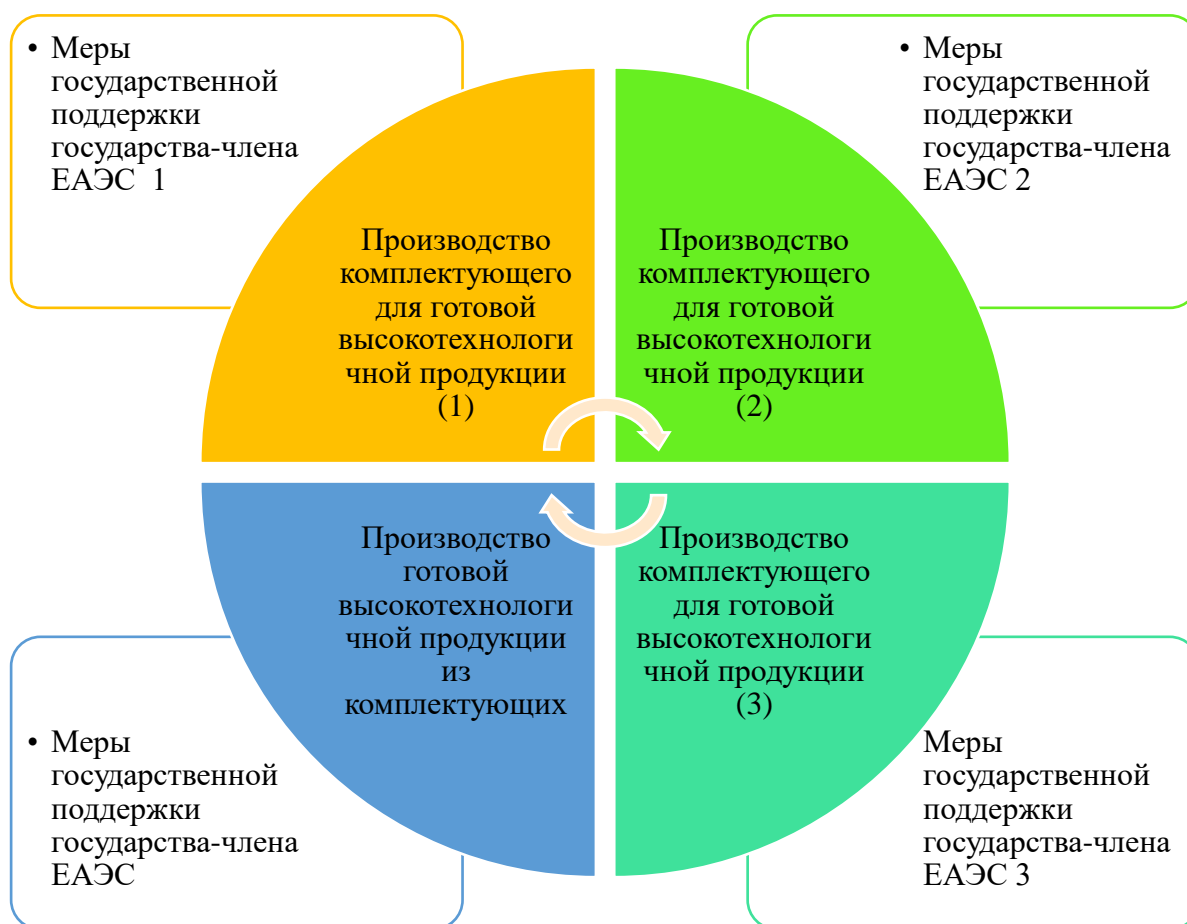 • Меры
государственной
поддержки
государства-члена
ЕАЭС 1
• Меры
государственной
поддержки
государства-члена
ЕАЭС 2
Производство
комплектующего
для готовой
высокотехнологи
чной продукции
(1)
Производство
комплектующего
для готовой
высокотехнологи
чной продукции
(2)
Производство
готовой
высокотехнологи
чной продукции
из
комплектующих
Производство
комплектующего
для готовой
высокотехнологи
чной продукции
(3)
• Меры
государственной
поддержки
государства-члена
ЕАЭС
Меры
государственной
поддержки
государства-члена
ЕАЭС 3